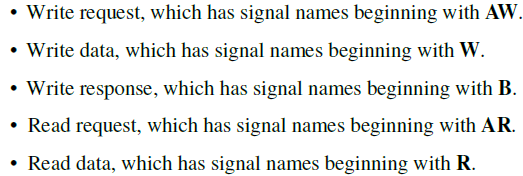 • Write request, which has signal names beginning with AW.
• Write data, which has signal names beginning with W.
• Write response, which has signal names beginning with B.
• Read request, which has signal names beginning with AR.
• Read data, which has signal names beginning with R.